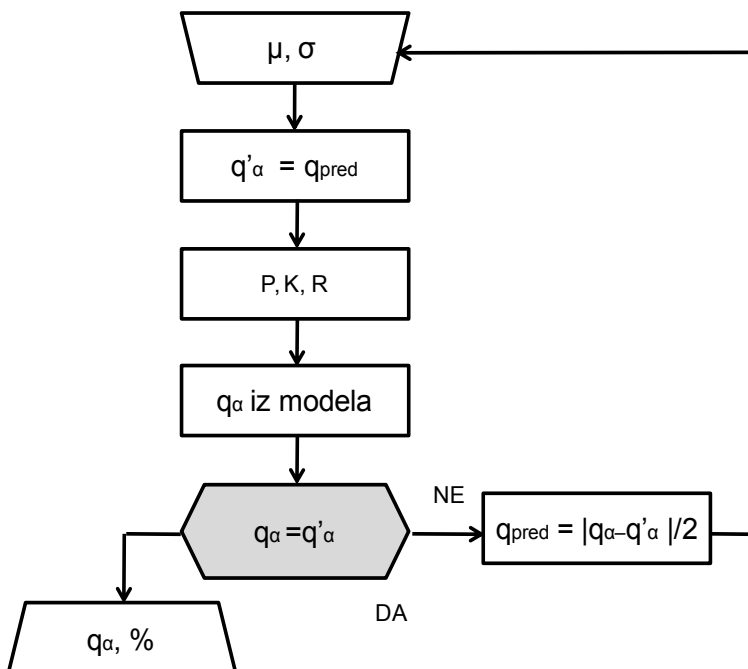 μ, σ
q’α = qpred
P, K, R
qα iz modela
NE
qα =q’α
qpred = |qα–q’α |/2
DA
qα, %